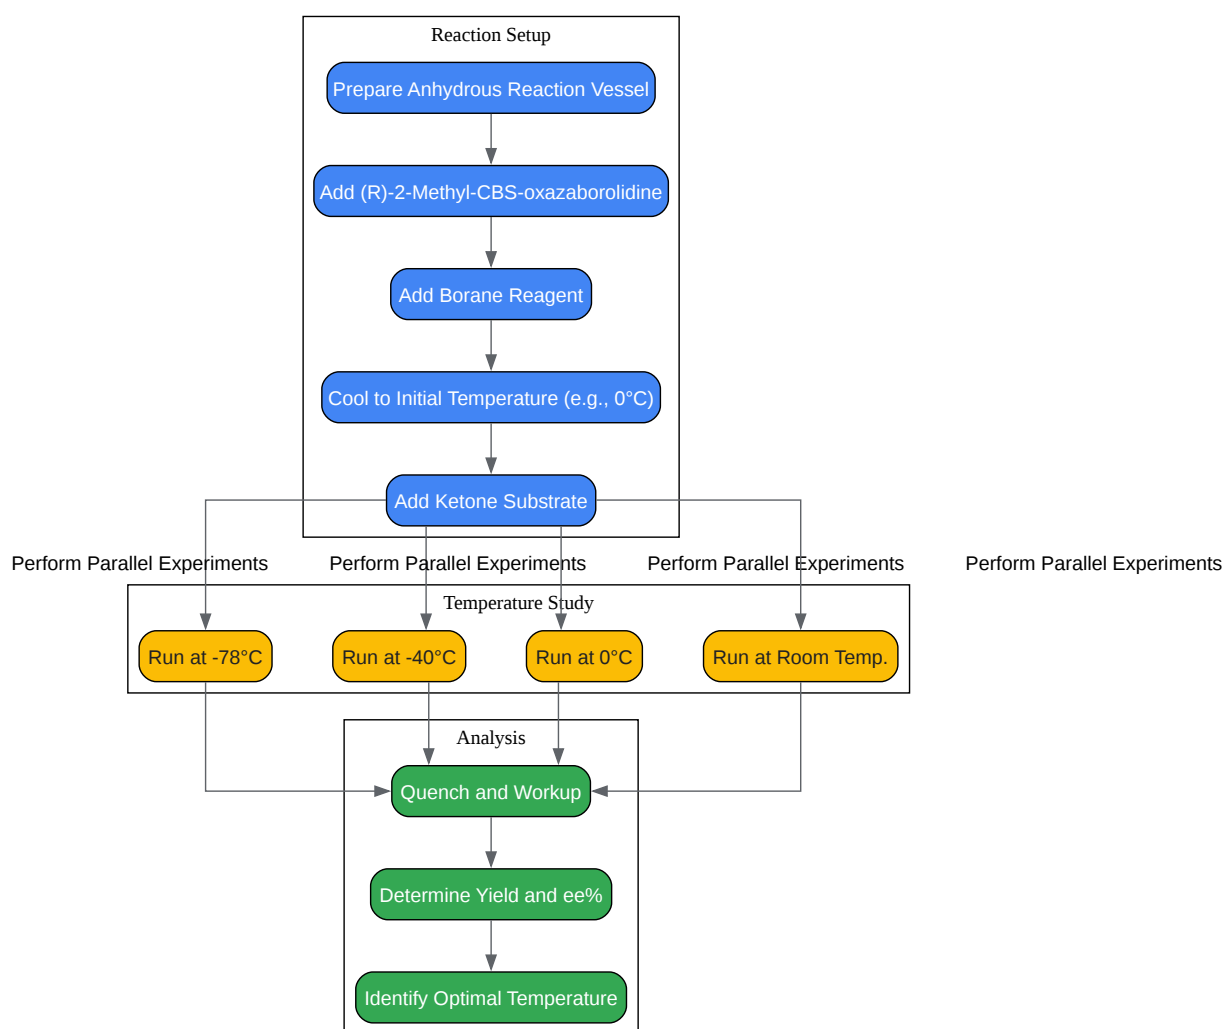 Reaction Setup
Prepare Anhydrous Reaction Vessel
Add (R)-2-Methyl-CBS-oxazaborolidine
Add Borane Reagent
Cool to Initial Temperature (e.g., 0°C)
Add Ketone Substrate
Perform Parallel Experiments
Perform Parallel Experiments
Perform Parallel Experiments
Perform Parallel Experiments
Temperature Study
Run at -78°C
Run at -40°C
Run at 0°C
Run at Room Temp.
Analysis
Quench and Workup
Determine Yield and ee%
Identify Optimal Temperature